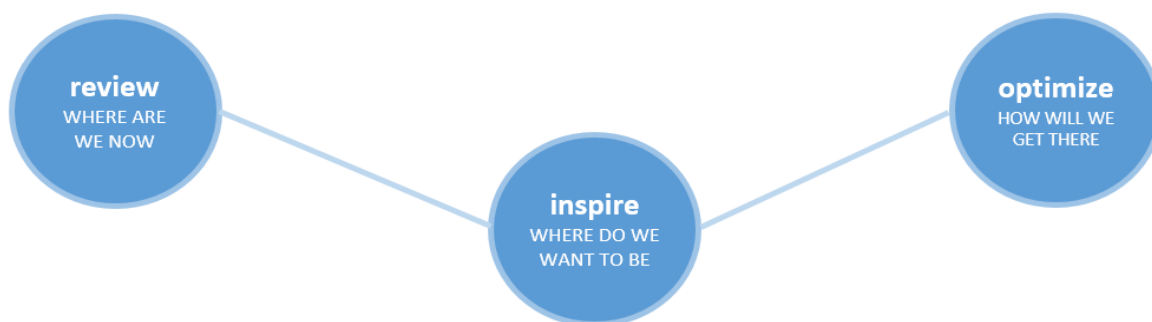 review
WHERE ARE
WE NOW
inspire
WHERE DO WE
WANT TO BE
optimize
HOW WILL WE
GET THERE